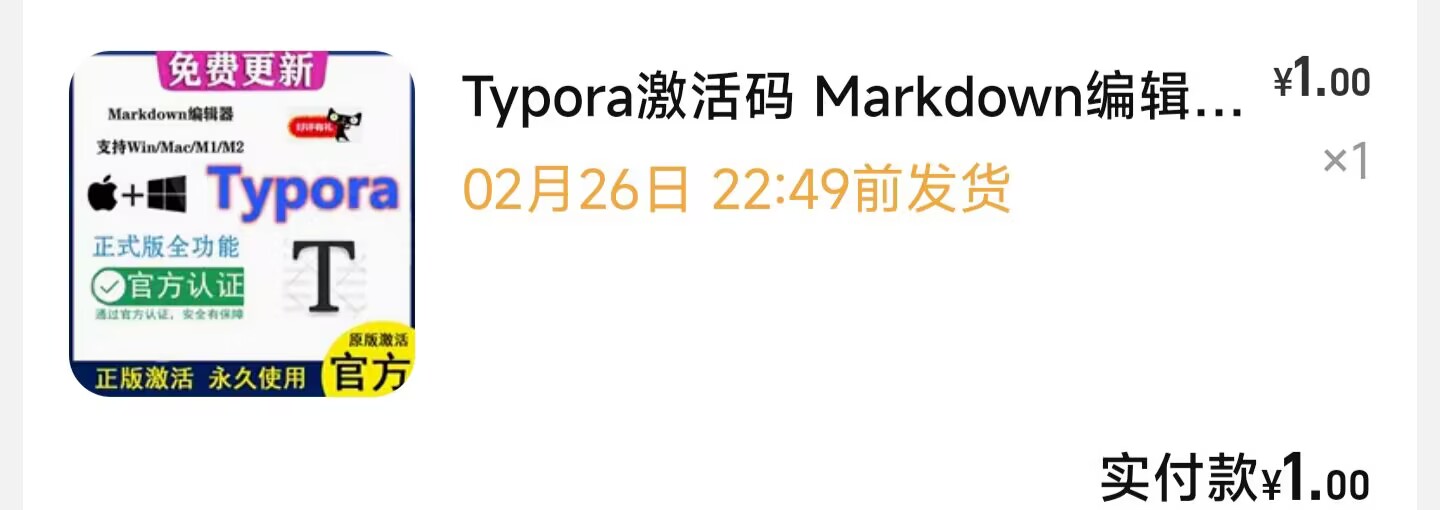 免费更新
Markdown编辑器
好评有礼
支持Win/Mac/M1/M2
Typora
正式版全功能
官方认证
通过官方认证，安全有保障
T
原版激活
官方
正版激活 永久使用
Typora激活码 Markdown编辑...
¥1.00
×1
02月26日 22:49前发货
实付款¥1.00